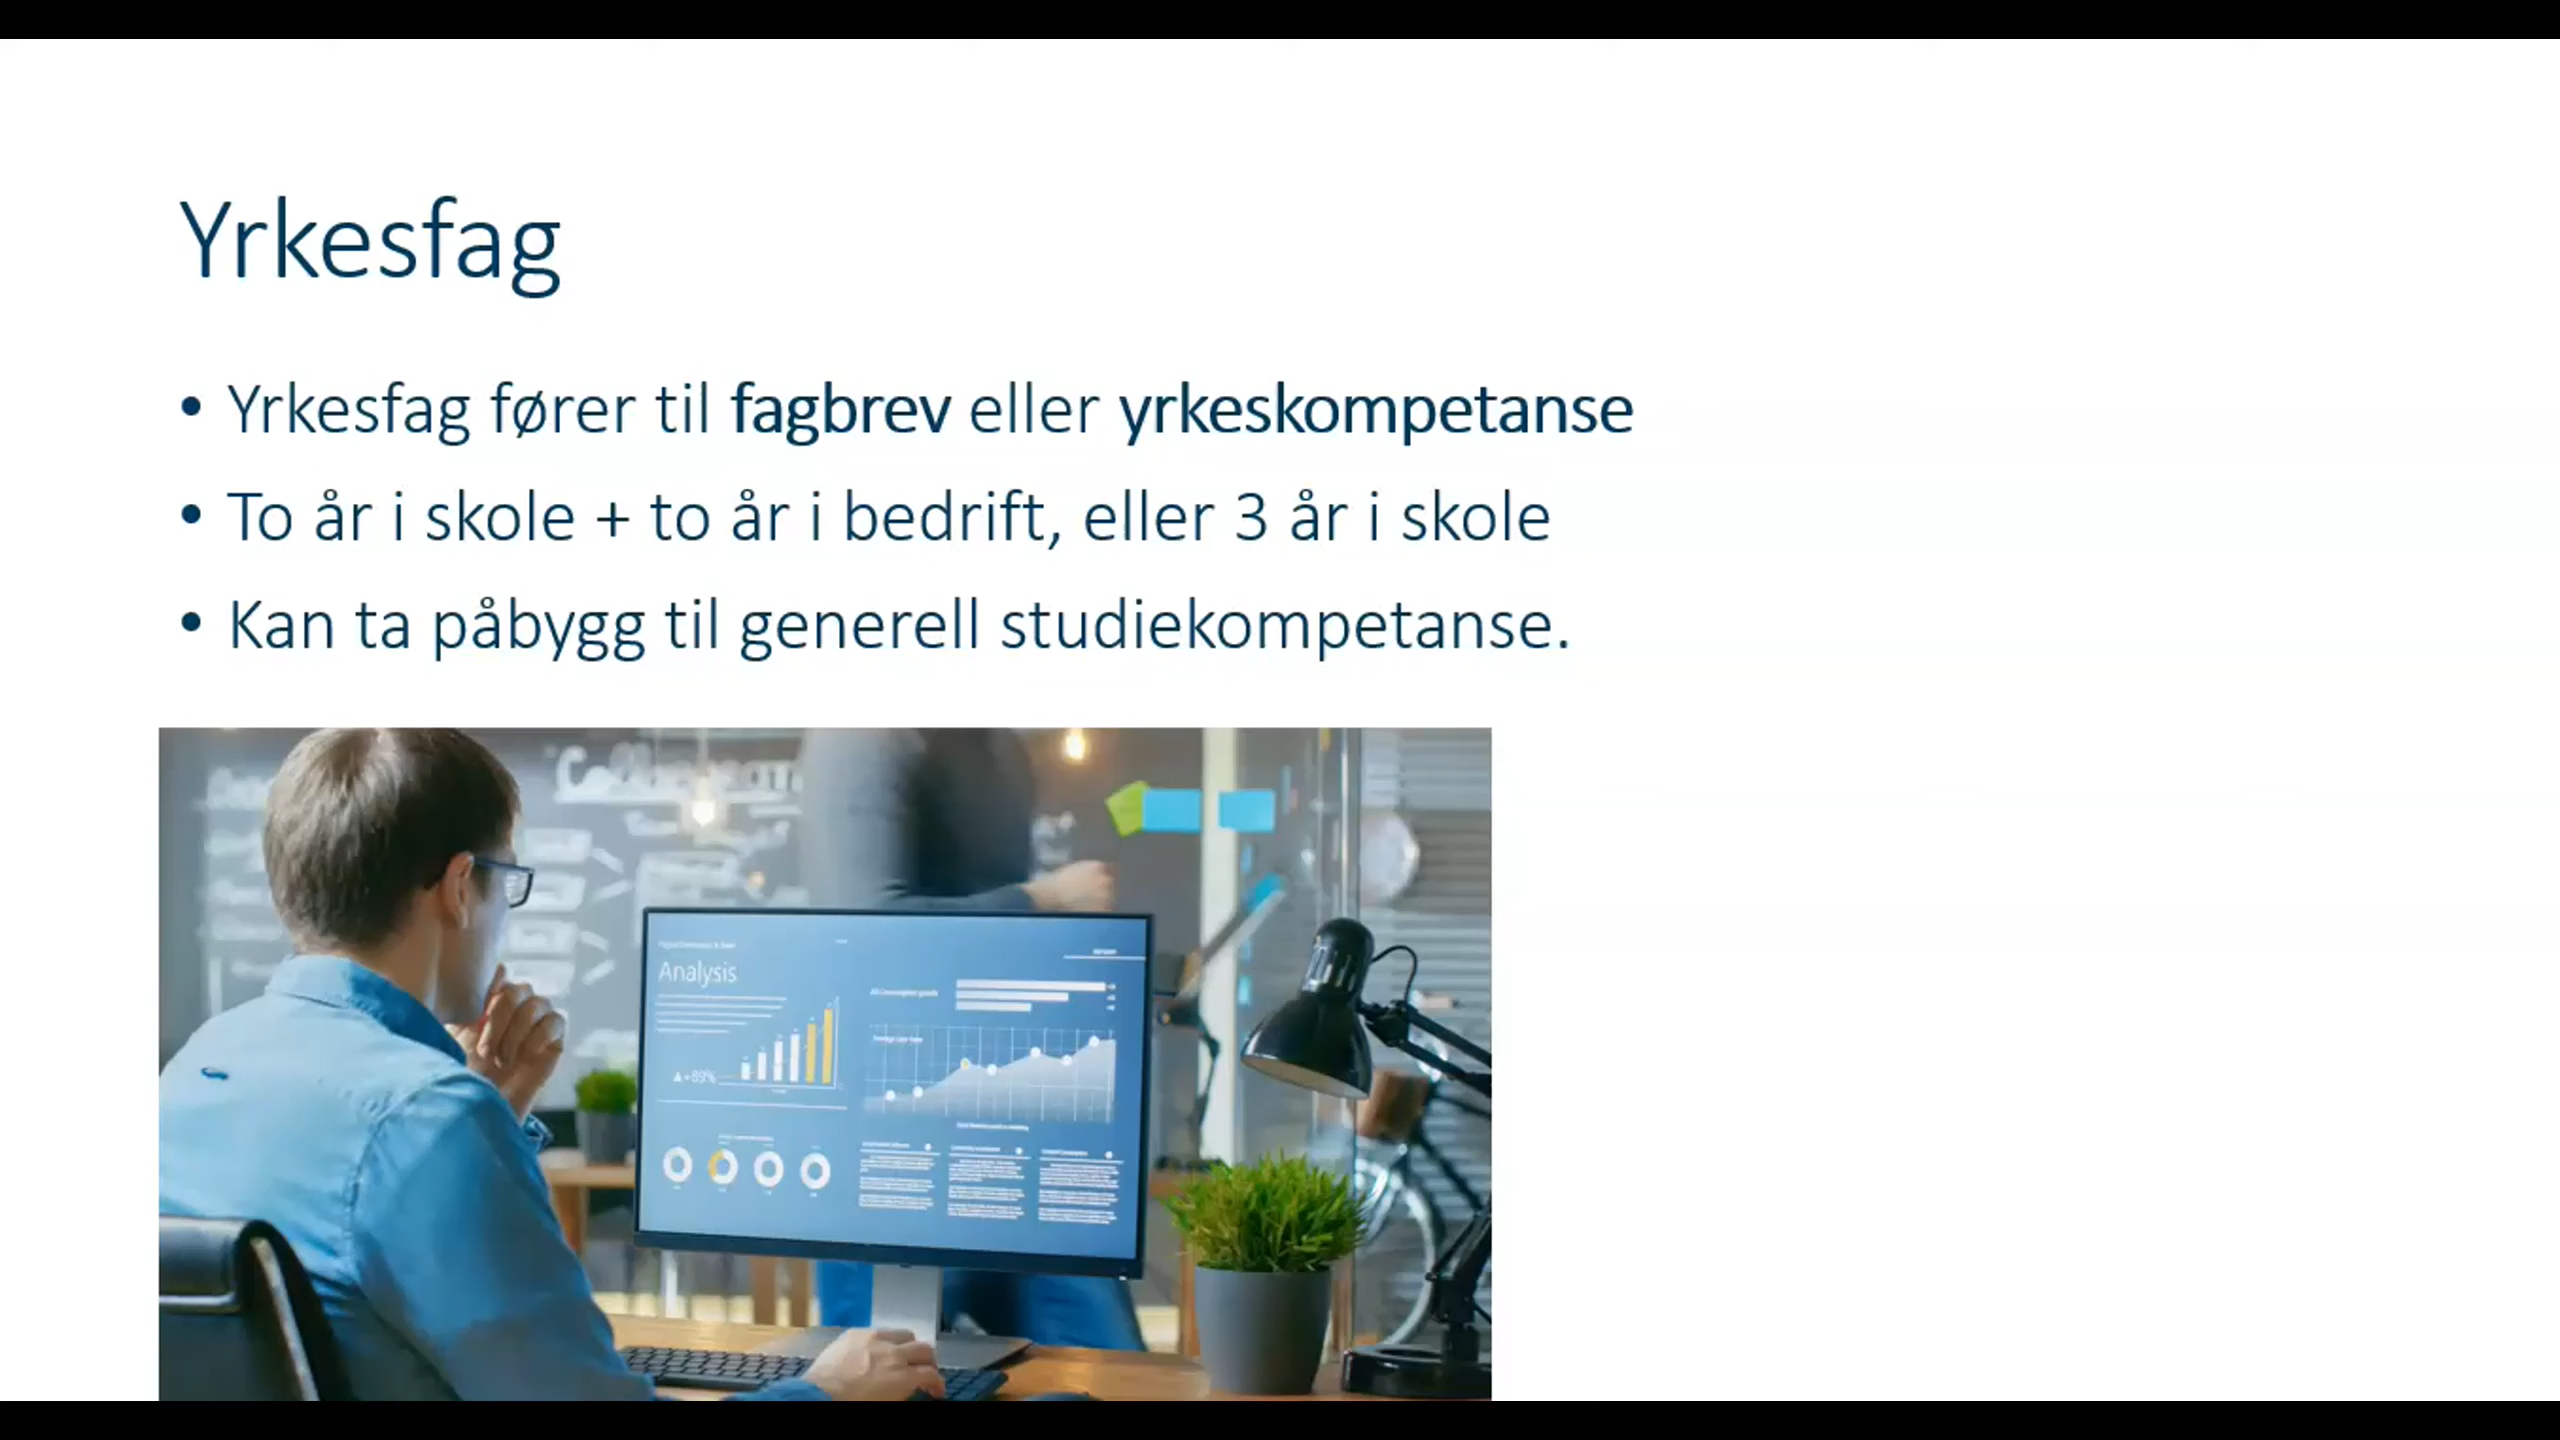 Yrkesfag
• Yrkesfag fører til fagbrev eller yrkeskompetanse
• To år i skole + to år i bedrift, eller 3 år i skole
• Kan ta påbygg til generell studiekompetanse.
Analysis
+89%